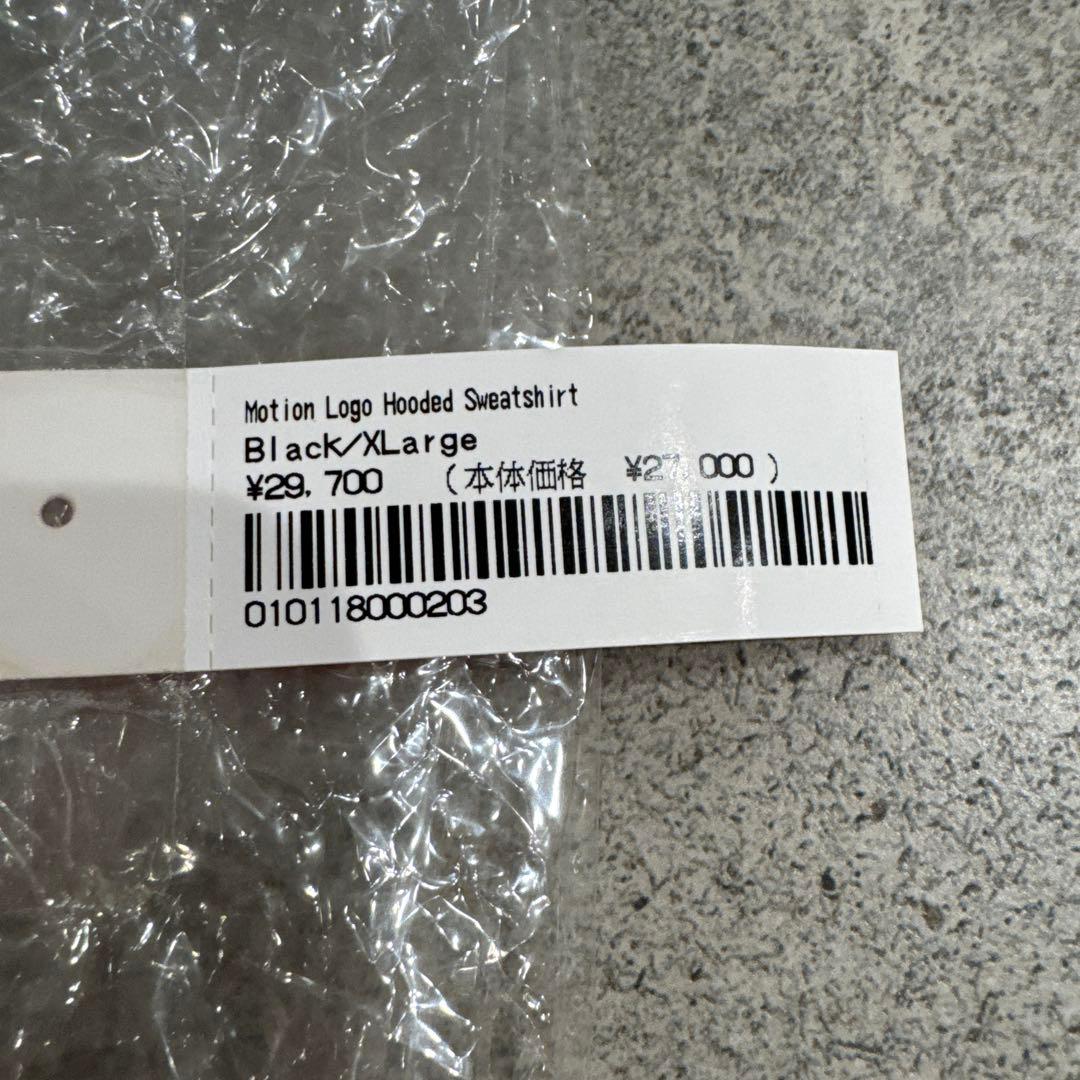 Motion Logo Hooded Sweatshirt
Black/XLarge
¥29,700 (本体価格 ¥27,000)
010118000203